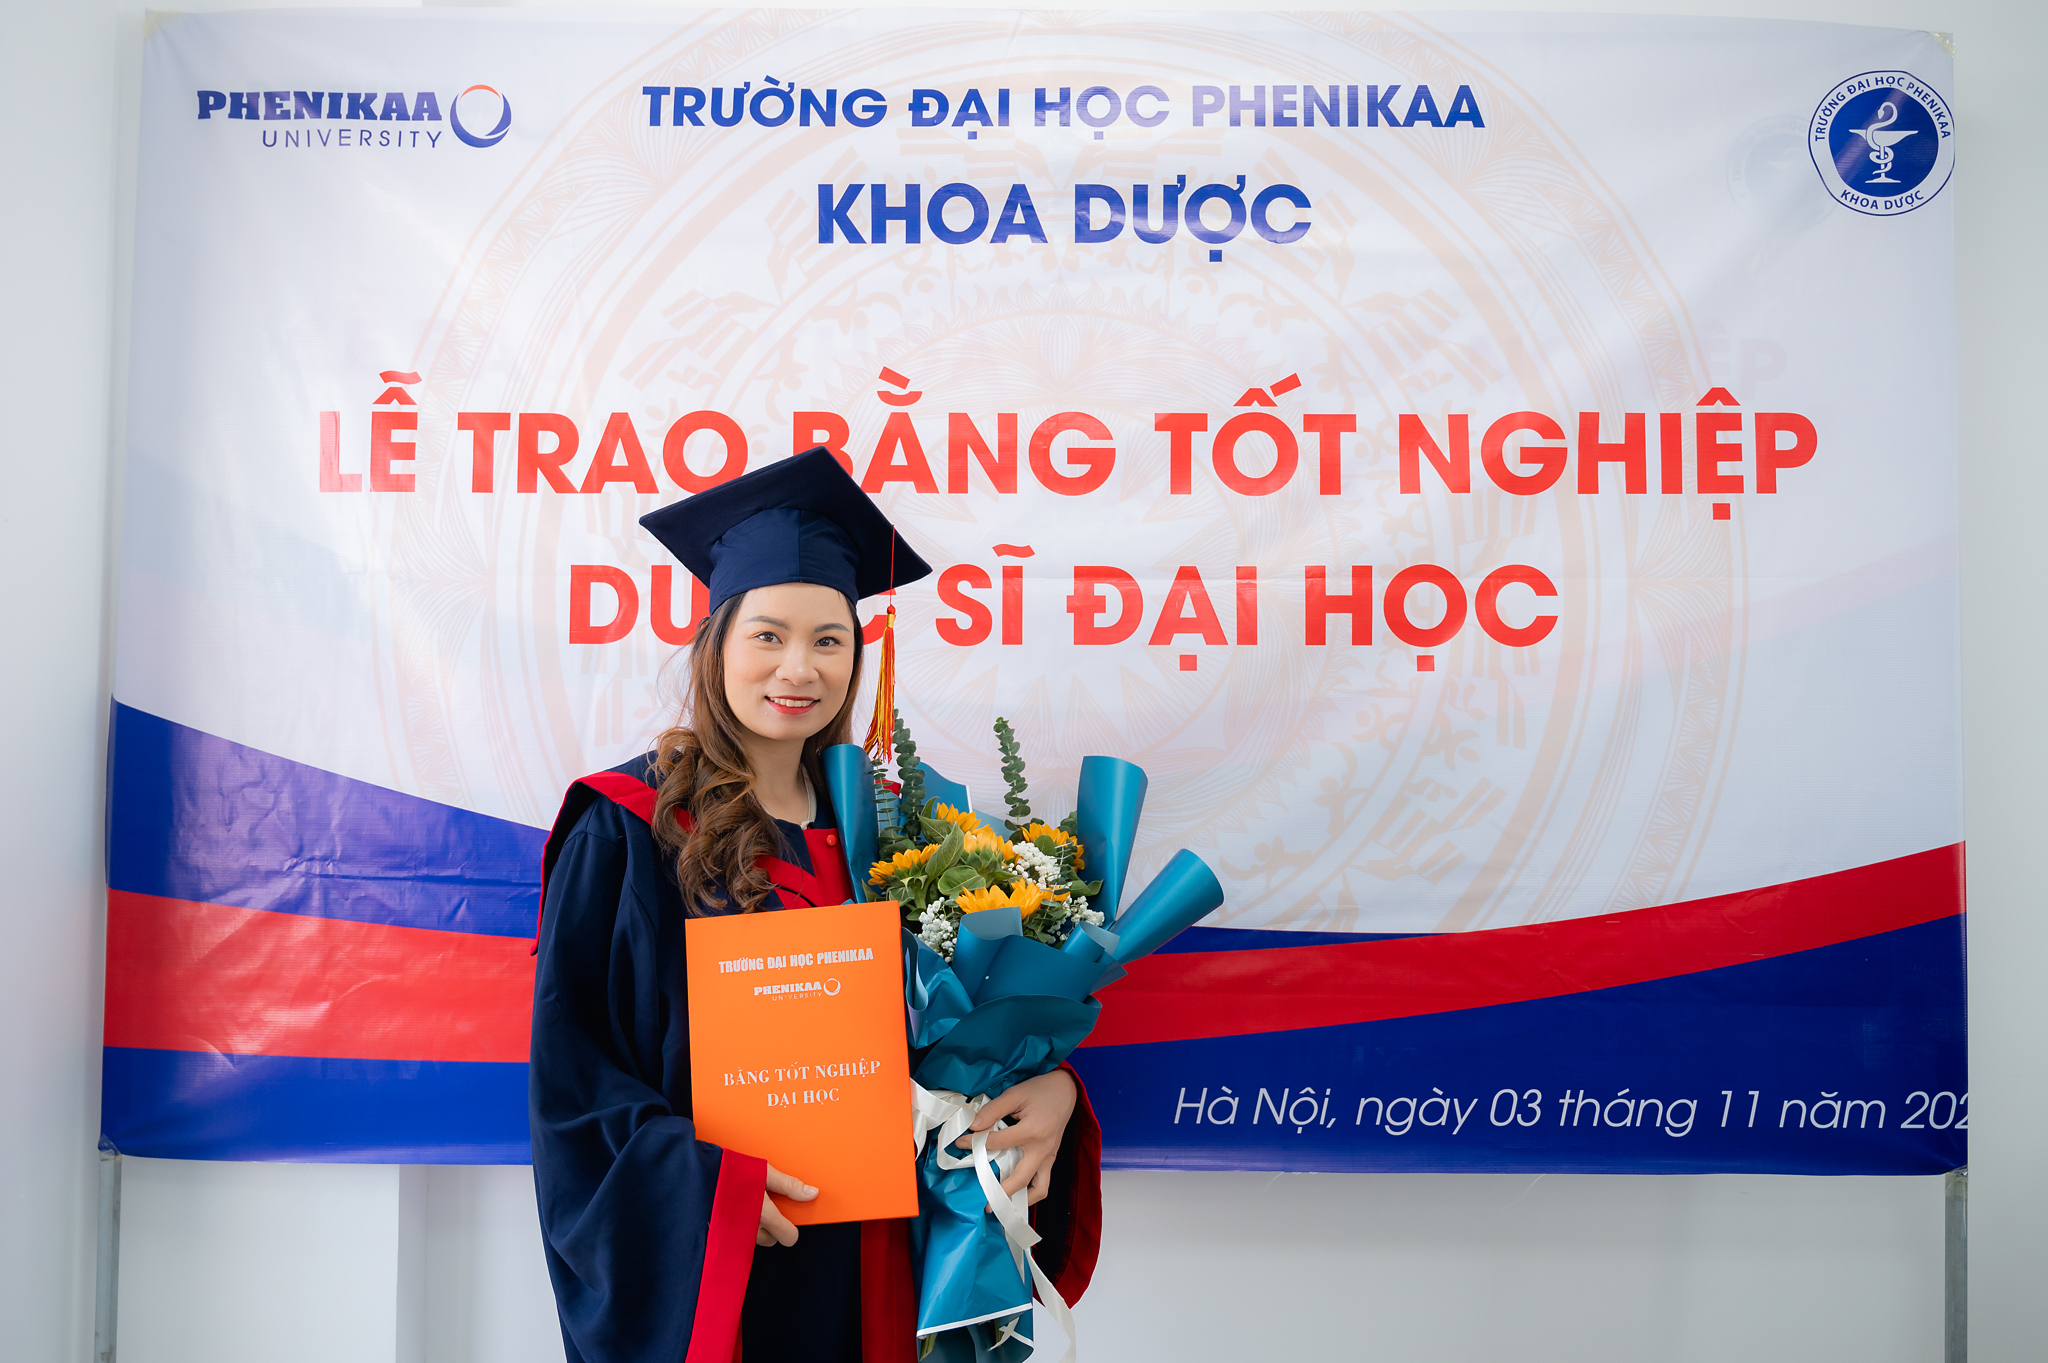 PHENIKAA
UNIVERSITY
TRƯỜNG ĐẠI HỌC PHENIKAA
KHOA DƯỢC
TRƯỜNG ĐẠI HỌC PHENIKAA
KHOA DƯỢC
LỄ TRAO BẰNG TỐT NGHIỆP
SĨ ĐẠI HỌC
Hà Nội, ngày 03 tháng 11 năm
TRƯỜNG ĐẠI HỌC PHENIKAA
PHENIKAA
UNIVERSITY
BẰNG TỐT NGHIỆP
ĐẠI HỌC